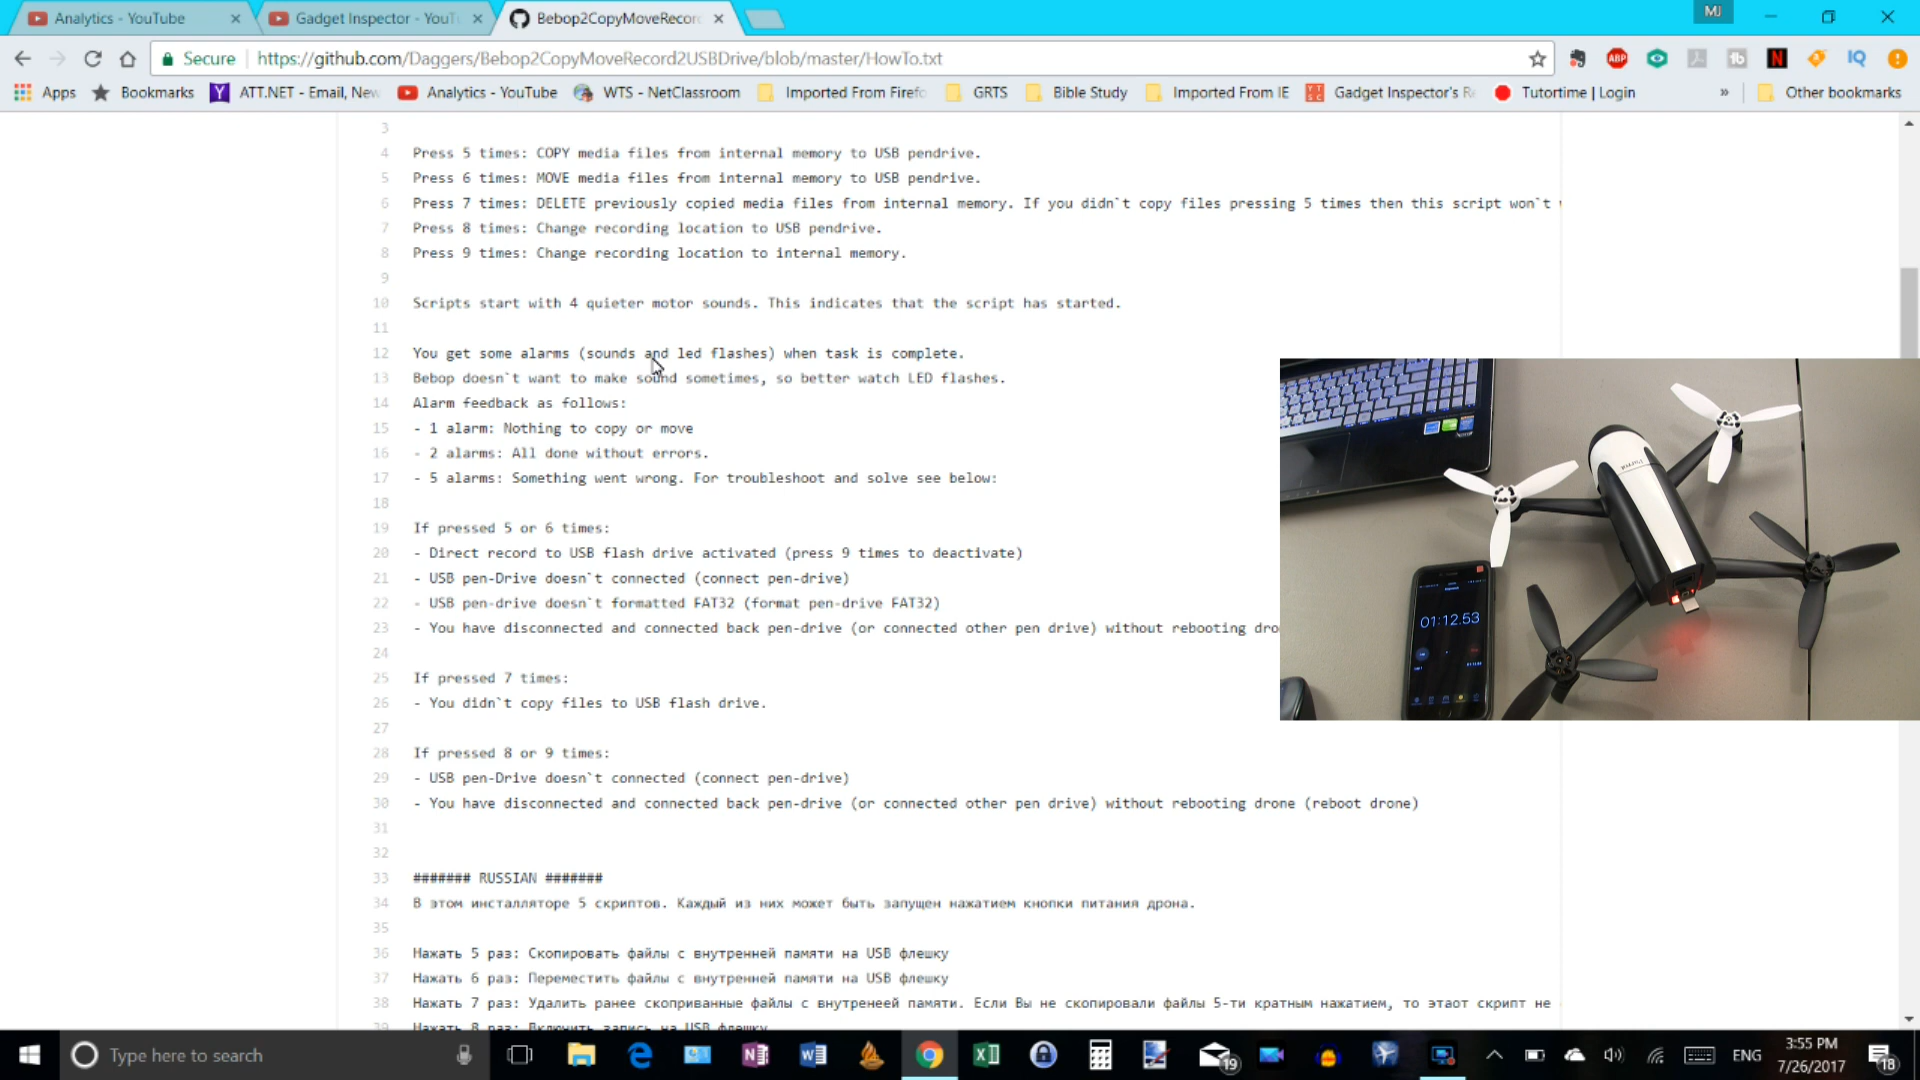 Analytics - YouTube
Gadget Inspector - YouT
Bebop2CopyMoveRecor
MJ
Secure
https://github.com/Daggers/Bebop2CopyMoveRecord2USBDrive/blob/master/HowTo.txt
Apps
Bookmarks
ATT.NET - Email, New
Analytics - YouTube
WTS - NetClassroom
Imported From Firefo
GRTS
Bible Study
Imported From IE
Gadget Inspector's Re
Tutortime | Login
»
Other bookmarks
3
4 Press 5 times: COPY media files from internal memory to USB pendrive.
5 Press 6 times: MOVE media files from internal memory to USB pendrive.
6 Press 7 times: DELETE previously copied media files from internal memory. If you didn`t copy files pressing 5 times then this script won`t
7 Press 8 times: Change recording location to USB pendrive.
8 Press 9 times: Change recording location to internal memory.
9
10 Scripts start with 4 quieter motor sounds. This indicates that the script has started.
11
12 You get some alarms (sounds and led flashes) when task is complete.
13 Bebop doesn`t want to make sound sometimes, so better watch LED flashes.
14 Alarm feedback as follows:
15 - 1 alarm: Nothing to copy or move
16 - 2 alarms: All done without errors.
17 - 5 alarms: Something went wrong. For troubleshoot and solve see below:
18
19 If pressed 5 or 6 times:
20 - Direct record to USB flash drive activated (press 9 times to deactivate)
21 - USB pen-Drive doesn`t connected (connect pen-drive)
22 - USB pen-drive doesn`t formatted FAT32 (format pen-drive FAT32)
23 - You have disconnected and connected back pen-drive (or connected other pen drive) without rebooting dro
24
25 If pressed 7 times:
26 - You didn`t copy files to USB flash drive.
27
28 If pressed 8 or 9 times:
29 - USB pen-Drive doesn`t connected (connect pen-drive)
30 - You have disconnected and connected back pen-drive (or connected other pen drive) without rebooting drone (reboot drone)
31
32
33 ####### RUSSIAN #######
34 В этом инсталляторе 5 скриптов. Каждый из них может быть запущен нажатием кнопки питания дрона.
35
36 Нажать 5 раз: Скопировать файлы с внутренней памяти на USB флешку
37 Нажать 6 раз: Переместить файлы с внутренней памяти на USB флешку
38 Нажать 7 раз: Удалить ранее скоприванные файлы с внутренеей памяти. Если Вы не скопировали файлы 5-ти кратным нажатием, то этаот скрипт не
39 Нажать 8 раз: Включить запись на USB флешку
01:12.53
Type here to search
19
ENG
3:55 PM
7/26/2017
18